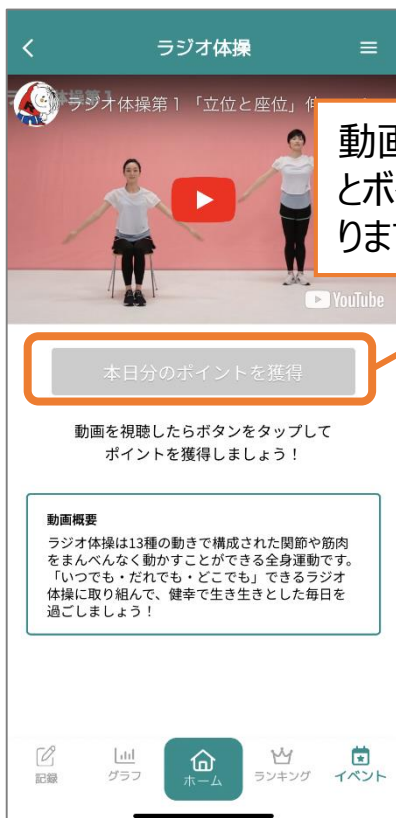 ラジオ体操
ラジオ体操第1「立位と座位」
動画
とボ
ります
YouTube
本日分のポイントを獲得
動画を視聴したらボタンをタップして
ポイントを獲得しましょう！
動画概要
ラジオ体操は13種の動きで構成された関節や筋肉
をまんべんなく動かすことができる全身運動です。
「いつでも・だれでも・どこでも」できるラジオ
体操に取り組んで、健幸で生き生きとした毎日を
過ごしましょう！
記録
グラフ
ホーム
ランキング
イベント